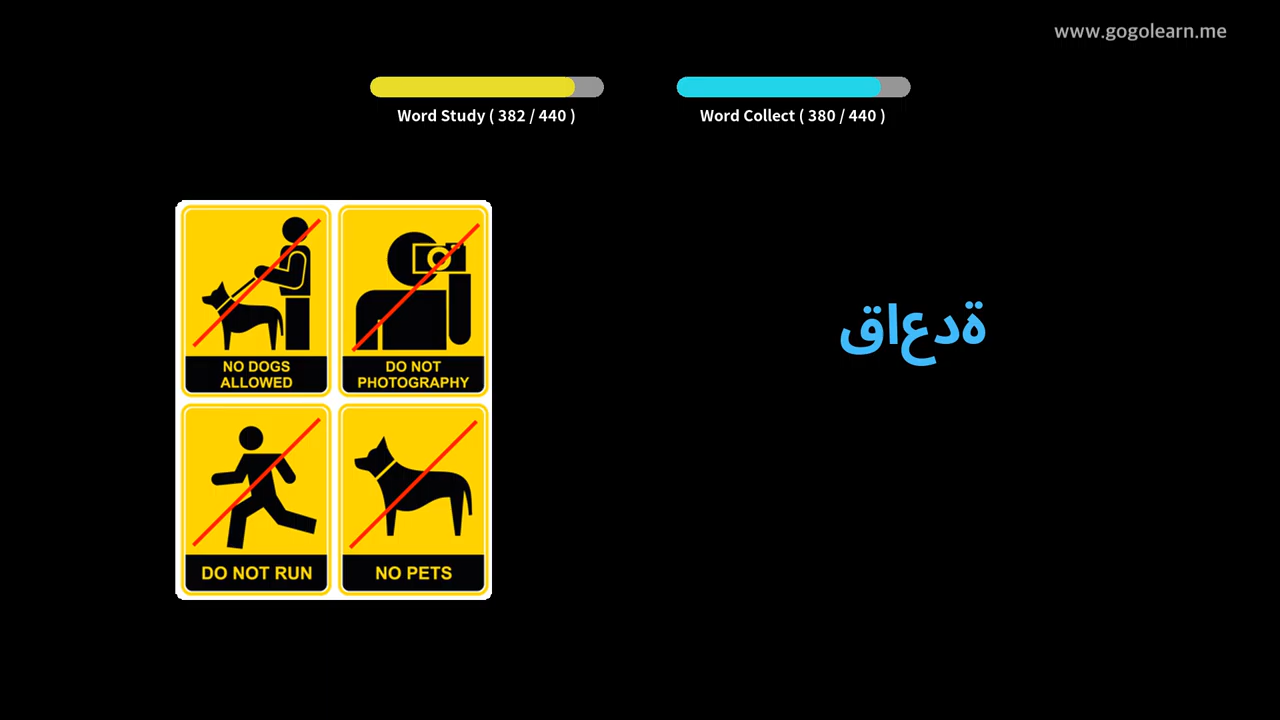 www.gogolearn.me
Word Study ( 382 / 440 )
Word Collect ( 380 / 440 )
NO DOGS
ALLOWED
DO NOT
PHOTOGRAPHY
DO NOT RUN
NO PETS
ةدعاق